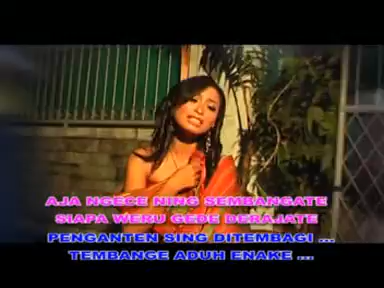 AJA NGECE NING SEMBANGATE
SIAPA WERU GEDE DERAJATE
PENGANTEN SING DITEMBAGI ...
TEMBANGE ADUH ENAKE ...